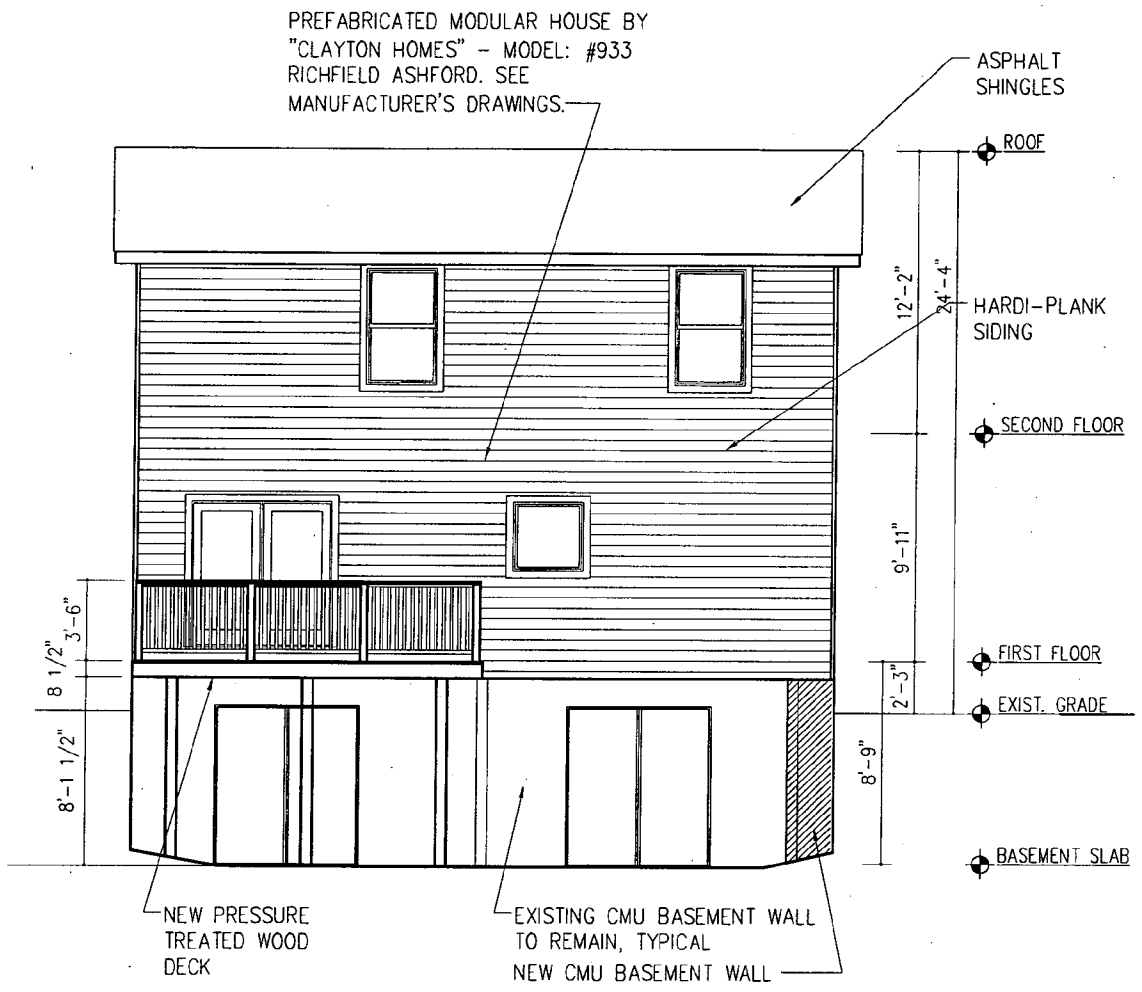 PREFABRICATED MODULAR HOUSE BY
"CLAYTON HOMES" - MODEL: #933
RICHFIELD ASHFORD. SEE
MANUFACTURER'S DRAWINGS.
ASPHALT
SHINGLES
ROOF
12'-2"
24'-4"
HARDI-PLANK
SIDING
SECOND FLOOR
9'-11"
3'-6"
8 1/2"
FIRST FLOOR
2'-3"
EXIST. GRADE
8'-1 1/2"
8'-9"
BASEMENT SLAB
NEW PRESSURE
TREATED WOOD
DECK
EXISTING CMU BASEMENT WALL
TO REMAIN, TYPICAL
NEW CMU BASEMENT WALL